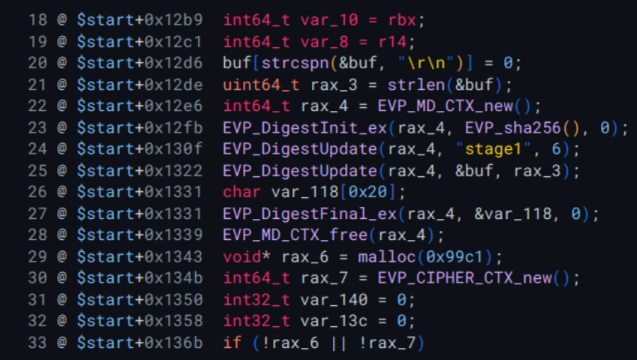 18 @ $start+0x12b9 int64_t var_10 = rbx;
19 @ $start+0x12c1 int64_t var_8 = r14;
20 @ $start+0x12d6 buf[strcspn(&buf, "\r\n")] = 0;
21 @ $start+0x12de uint64_t rax_3 = strlen(&buf);
22 @ $start+0x12e6 int64_t rax_4 = EVP_MD_CTX_new();
23 @ $start+0x12fb EVP_DigestInit_ex(rax_4, EVP_sha256(), 0);
24 @ $start+0x130f EVP_DigestUpdate(rax_4, "stage1", 6);
25 @ $start+0x1322 EVP_DigestUpdate(rax_4, &buf, rax_3);
26 @ $start+0x1331 char var_118[0x20];
27 @ $start+0x1331 EVP_DigestFinal_ex(rax_4, &var_118, 0);
28 @ $start+0x1339 EVP_MD_CTX_free(rax_4);
29 @ $start+0x1343 void* rax_6 = malloc(0x99c1);
30 @ $start+0x134b int64_t rax_7 = EVP_CIPHER_CTX_new();
31 @ $start+0x1350 int32_t var_140 = 0;
32 @ $start+0x1358 int32_t var_13c = 0;
33 @ $start+0x136b if (!rax_6 || !rax_7)